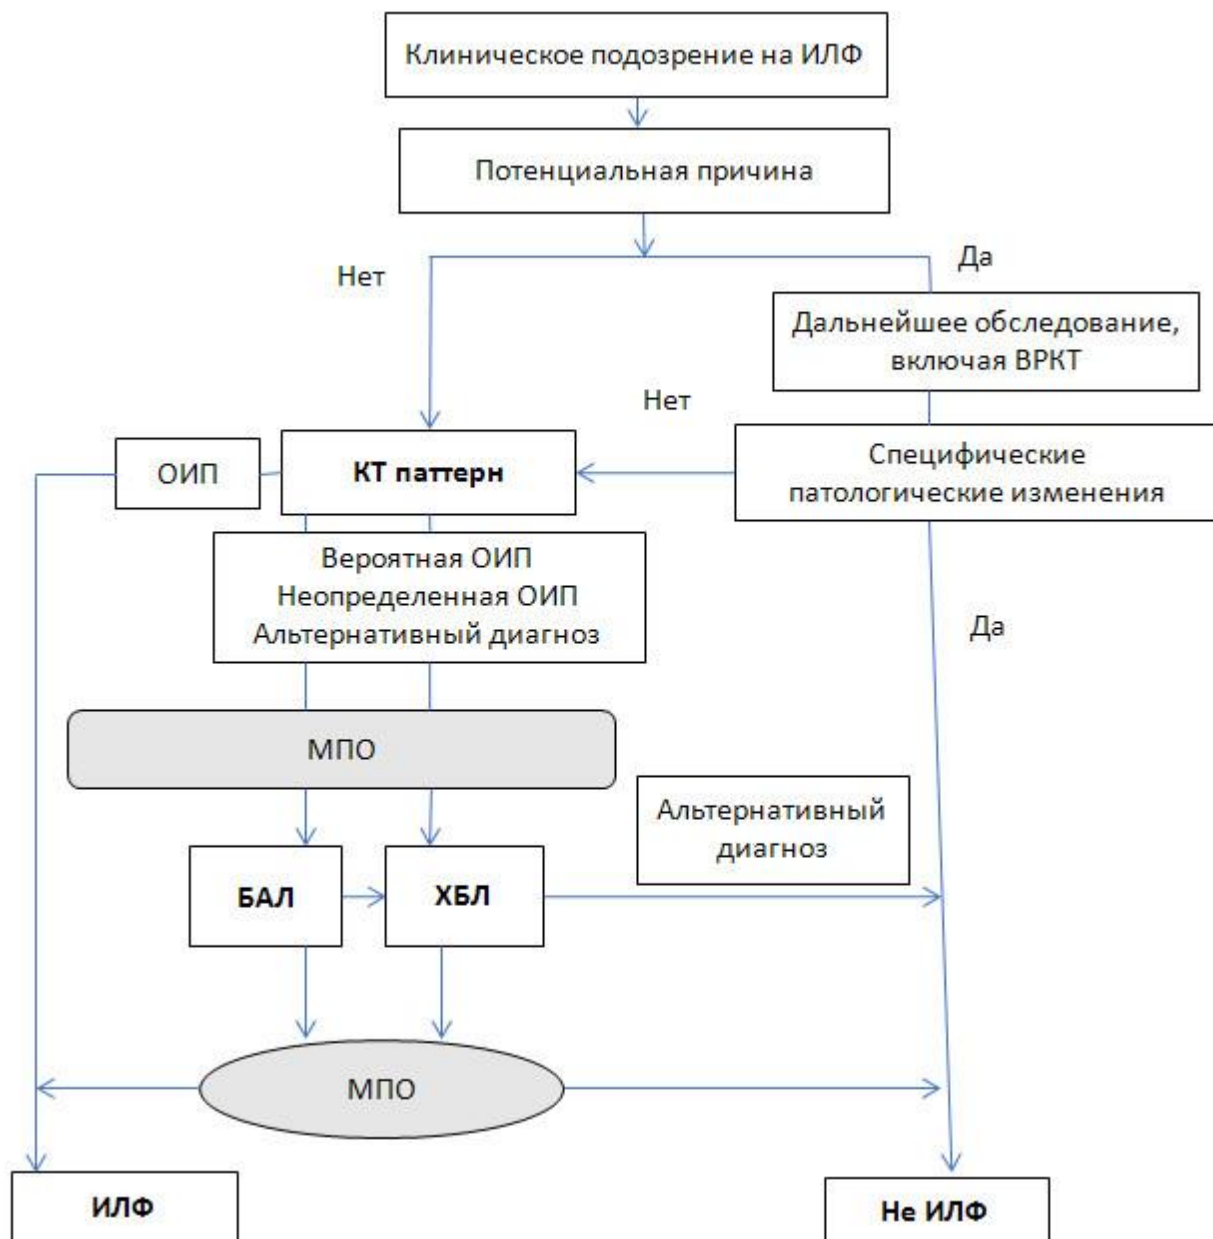 Клиническое подозрение на ИЛФ
Потенциальная причина
Нет
Да
Дальнейшее обследование,
включая ВРКТ
Нет
ОИП
КТ паттерн
Специфические
патологические изменения
Вероятная ОИП
Неопределенная ОИП
Альтернативный диагноз
Да
МПО
Альтернативный
диагноз
БАЛ
ХБЛ
МПО
ИЛФ
Не ИЛФ